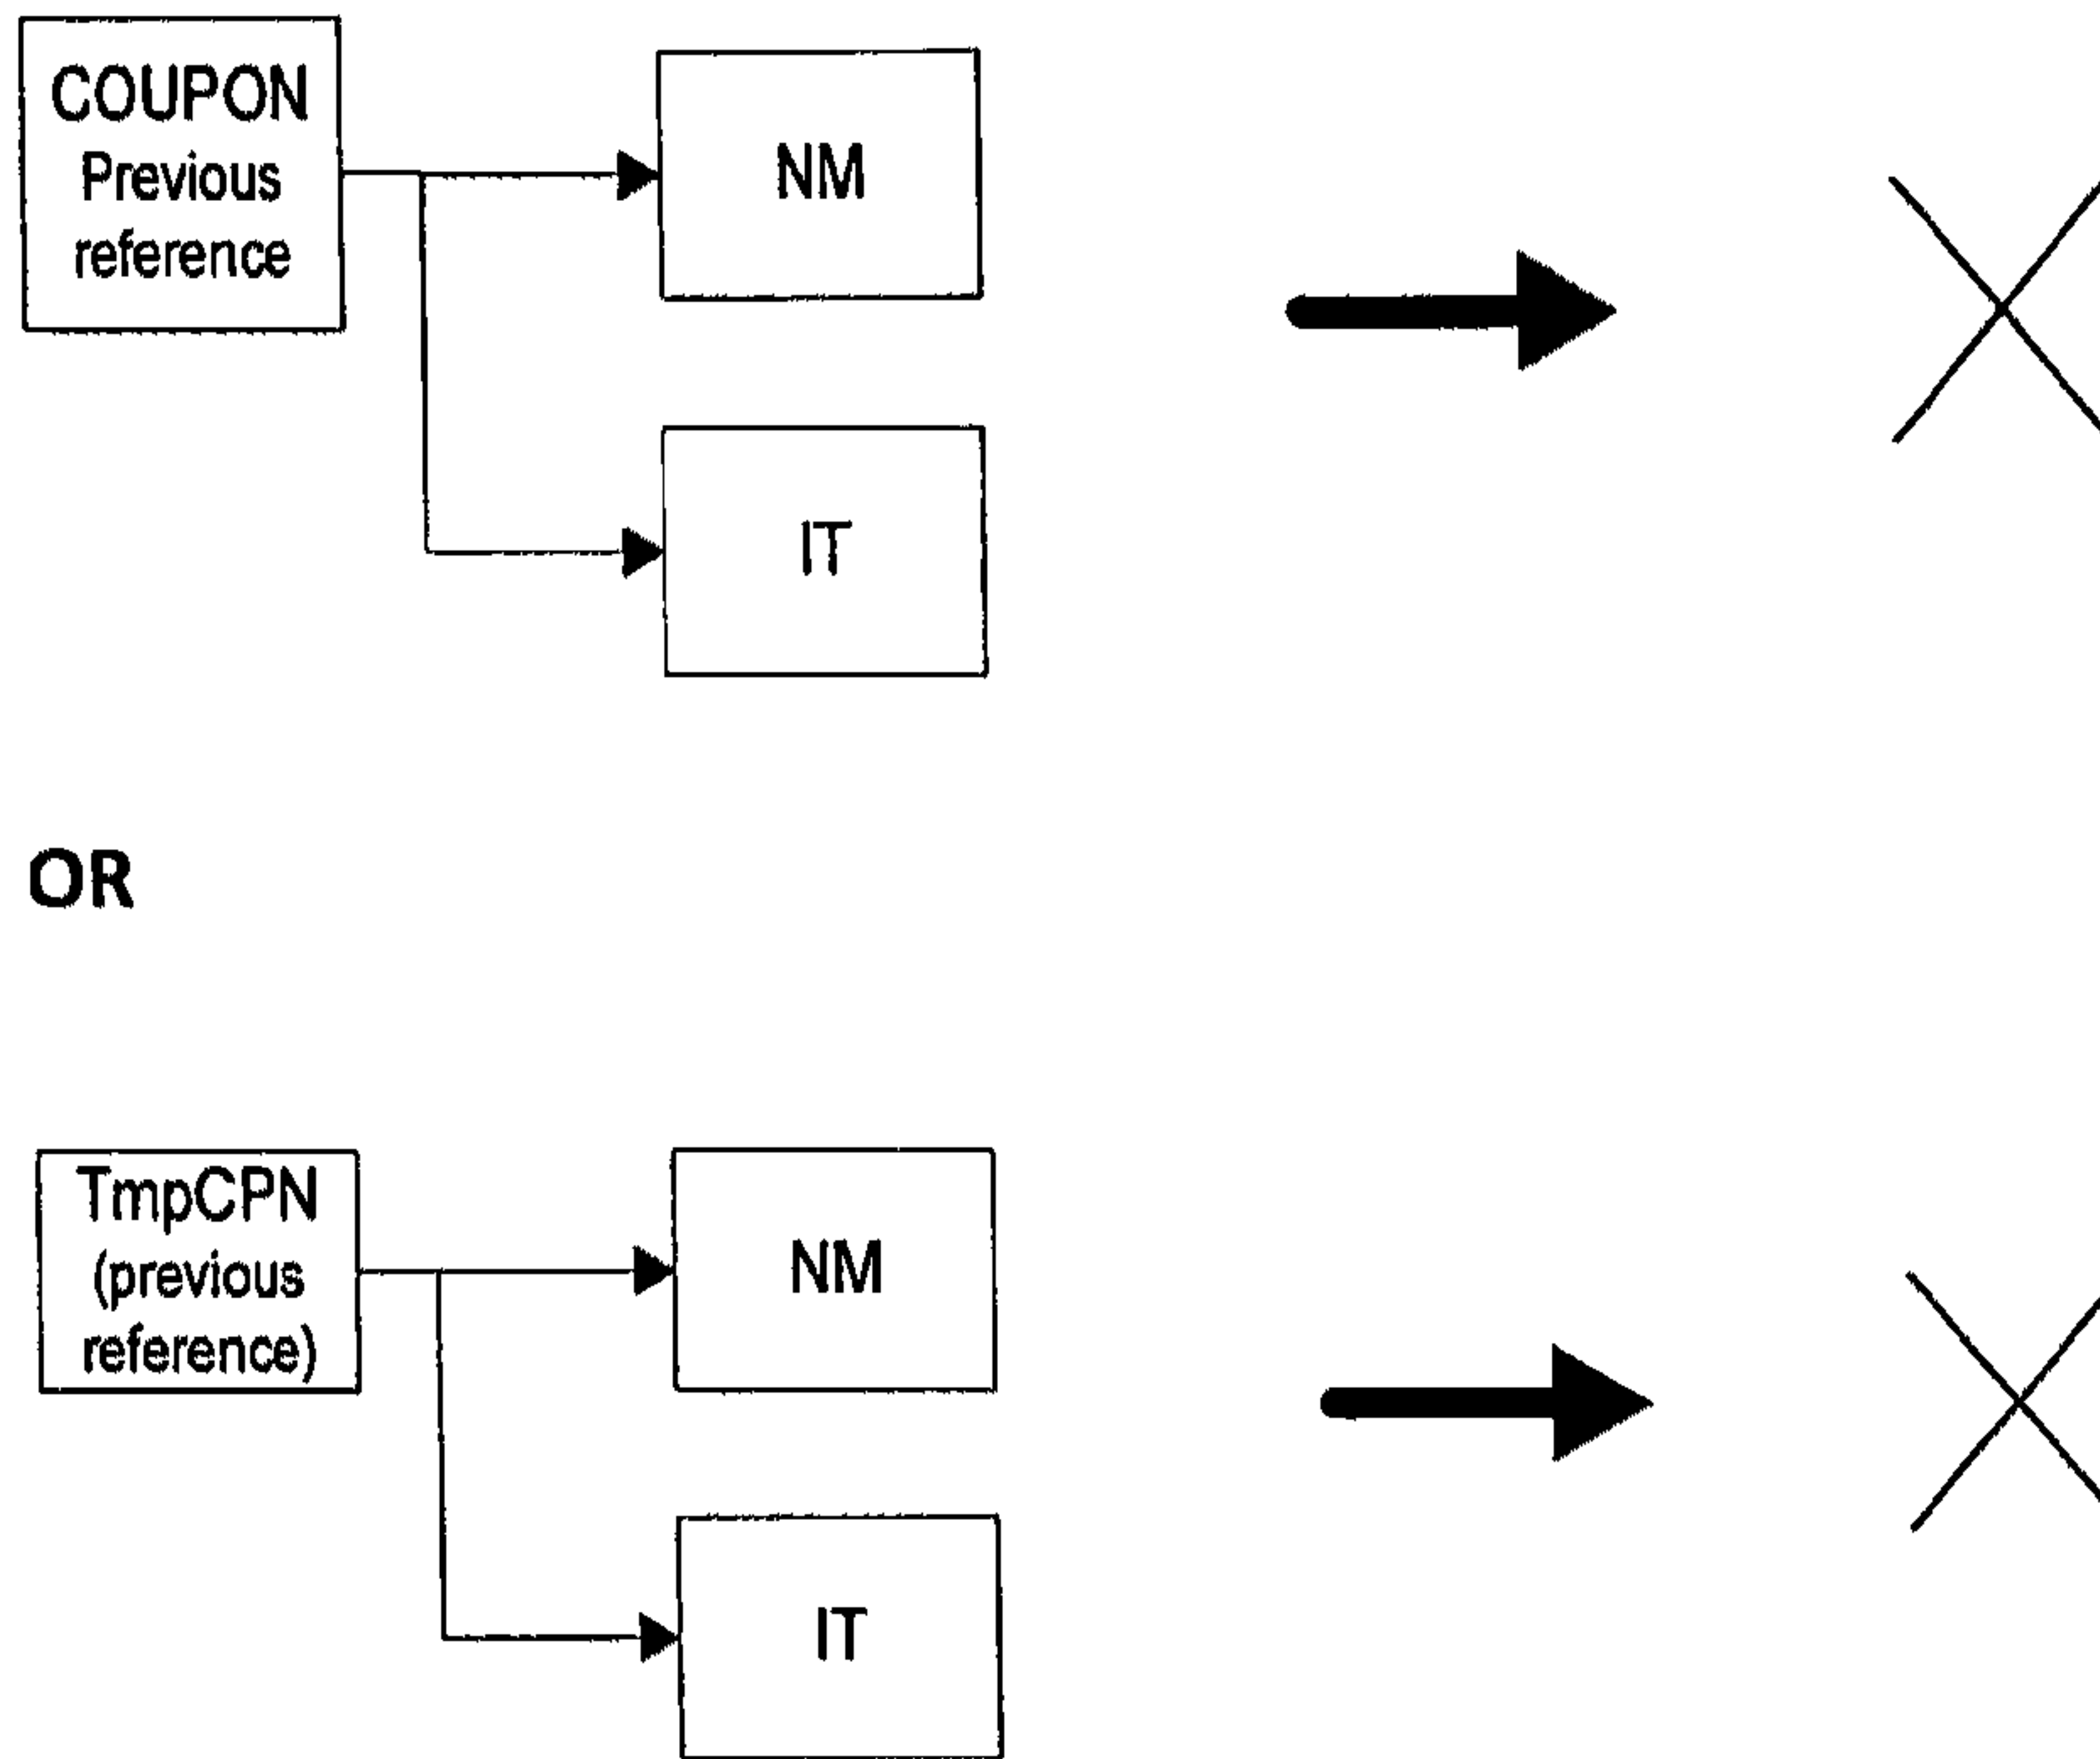 COUPON
Previous
reference
NM
IT
OR
TmpCPN
(previous
reference)
NM
IT